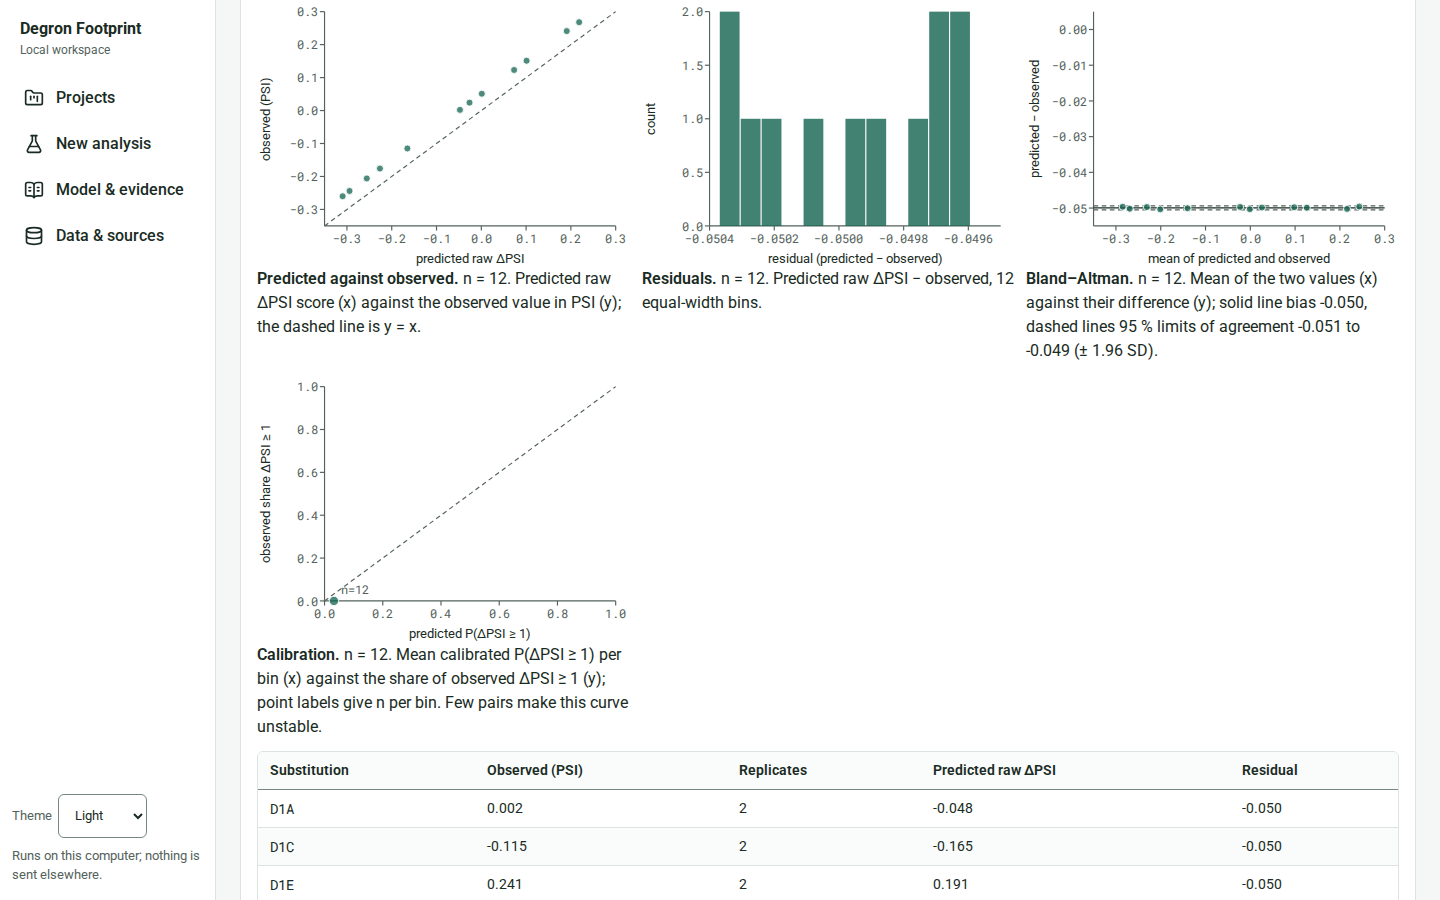 Degron Footprint
Local workspace
Projects
New analysis
Model & evidence
Data & sources
Theme Light
Runs on this computer; nothing is
sent elsewhere.
observed (PSI)
0.3
0.2
0.1
0.0
−0.1
−0.2
−0.3
−0.3 −0.2 −0.1 0.0 0.1 0.2 0.3
predicted raw ΔPSI
Predicted against observed. n = 12. Predicted raw
ΔPSI score (x) against the observed value in PSI (y);
the dashed line is y = x.
count
2.0
1.5
1.0
0.5
0.0
−0.0504 −0.0502 −0.0500 −0.0498 −0.0496
residual (predicted − observed)
Residuals. n = 12. Predicted raw ΔPSI − observed, 12
equal-width bins.
predicted − observed
0.00
−0.01
−0.02
−0.03
−0.04
−0.05
−0.3 −0.2 −0.1 0.0 0.1 0.2 0.3
mean of predicted and observed
Bland–Altman. n = 12. Mean of the two values (x)
against their difference (y); solid line bias -0.050,
dashed lines 95 % limits of agreement -0.051 to
-0.049 (± 1.96 SD).
observed share ΔPSI ≥ 1
1.0
0.8
0.6
0.4
0.2
0.0
n=12
0.0 0.2 0.4 0.6 0.8 1.0
predicted P(ΔPSI ≥ 1)
Calibration. n = 12. Mean calibrated P(ΔPSI ≥ 1) per
bin (x) against the share of observed ΔPSI ≥ 1 (y);
point labels give n per bin. Few pairs make this curve
unstable.
Substitution Observed (PSI) Replicates Predicted raw ΔPSI Residual
D1A 0.002 2 -0.048 -0.050
D1C -0.115 2 -0.165 -0.050
D1E 0.241 2 0.191 -0.050